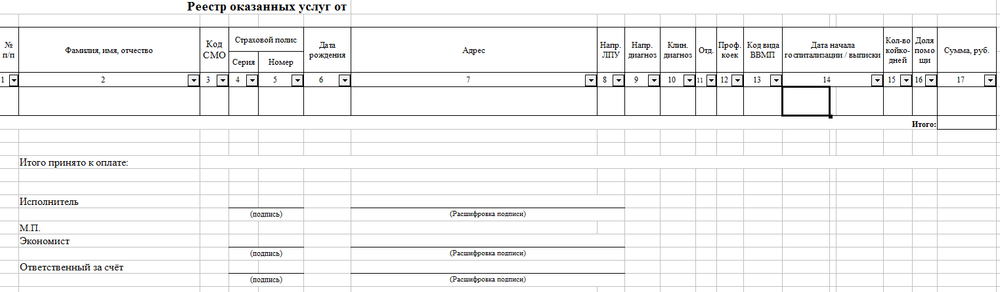 Реестр оказанных услуг от
№
п/п
Фамилия, имя, отчество
Код
СМО
Страховой полис
Серия
Номер
Дата
рождения
Адрес
Напр.
ЛПУ
Напр.
диагноз
Клин.
диагноз
Отд.
Проф.
коек
Код вида
ВВМП
Дата начала
госпитализации / выписки
Кол-во
койко-
дней
Доля
помо
щи
Сумма, руб.
1 2 3 4 5 6 7 8 9 10 11 12 13 14 15 16 17
Итого:
Итого принято к оплате:
Исполнитель
(подпись) (Расшифровка подписи)
М.П.
Экономист
(подпись) (Расшифровка подписи)
Ответственный за счёт
(подпись) (Расшифровка подписи)